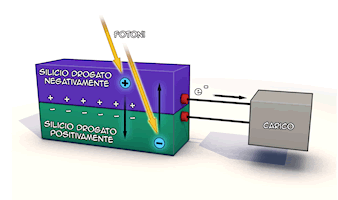 FOTONI
SILICIO DROGATO
NEGATIVAMENTE
+
+ + + + + +
- - - - - -
e-
SILICIO DROGATO
POSITIVAMENTE
-
CARICO